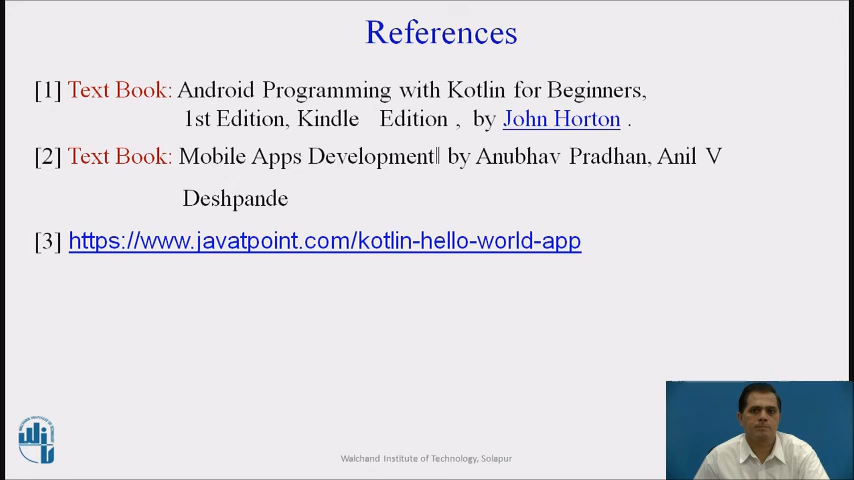 References
[1] Text Book: Android Programming with Kotlin for Beginners,
1st Edition, Kindle Edition , by John Horton .
[2] Text Book: Mobile Apps Development‖ by Anubhav Pradhan, Anil V
Deshpande
[3] https://www.javatpoint.com/kotlin-hello-world-app
Walchand Institute of Technology, Solapur